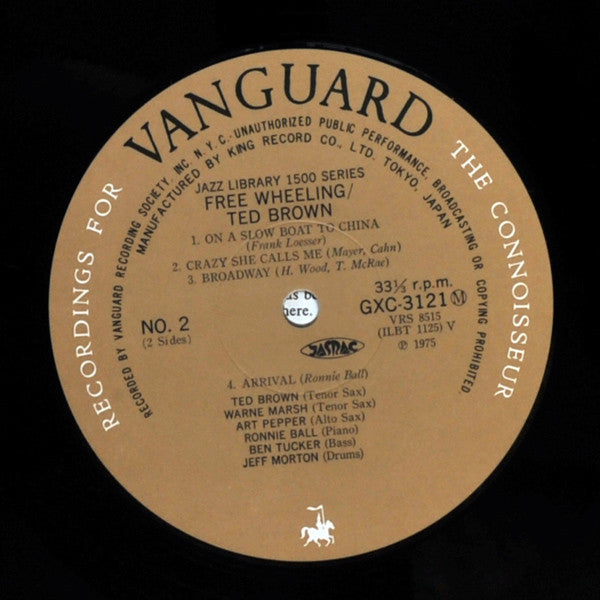 VANGUARD
RECORDINGS FOR THE CONNOISSEUR
RECORDED BY VANGUARD RECORDING SOCIETY INC. N.Y.C.-UNAUTHORIZED PUBLIC PERFORMANCE, BROADCASTING OR COPYING PROHIBITED
MANUFACTURED BY KING RECORD CO., LTD. TOKYO, JAPAN
JAZZ LIBRARY 1500 SERIES
FREE WHEELING/
TED BROWN
1. ON A SLOW BOAT TO CHINA
(Frank Loesser)
2. CRAZY SHE CALLS ME (Mayer, Cahn)
3. BROADWAY (H. Wood, T. McRae)
33⅓ r.p.m.
GXC-3121 Ⓜ
VRS 8515
(ILBT 1125) V
℗ 1975
NO. 2
(2 Sides)
here.
JASRAC
4. ARRIVAL (Ronnie Ball)
TED BROWN (Tenor Sax)
WARNE MARSH (Tenor Sax)
ART PEPPER (Alto Sax)
RONNIE BALL (Piano)
BEN TUCKER (Bass)
JEFF MORTON (Drums)